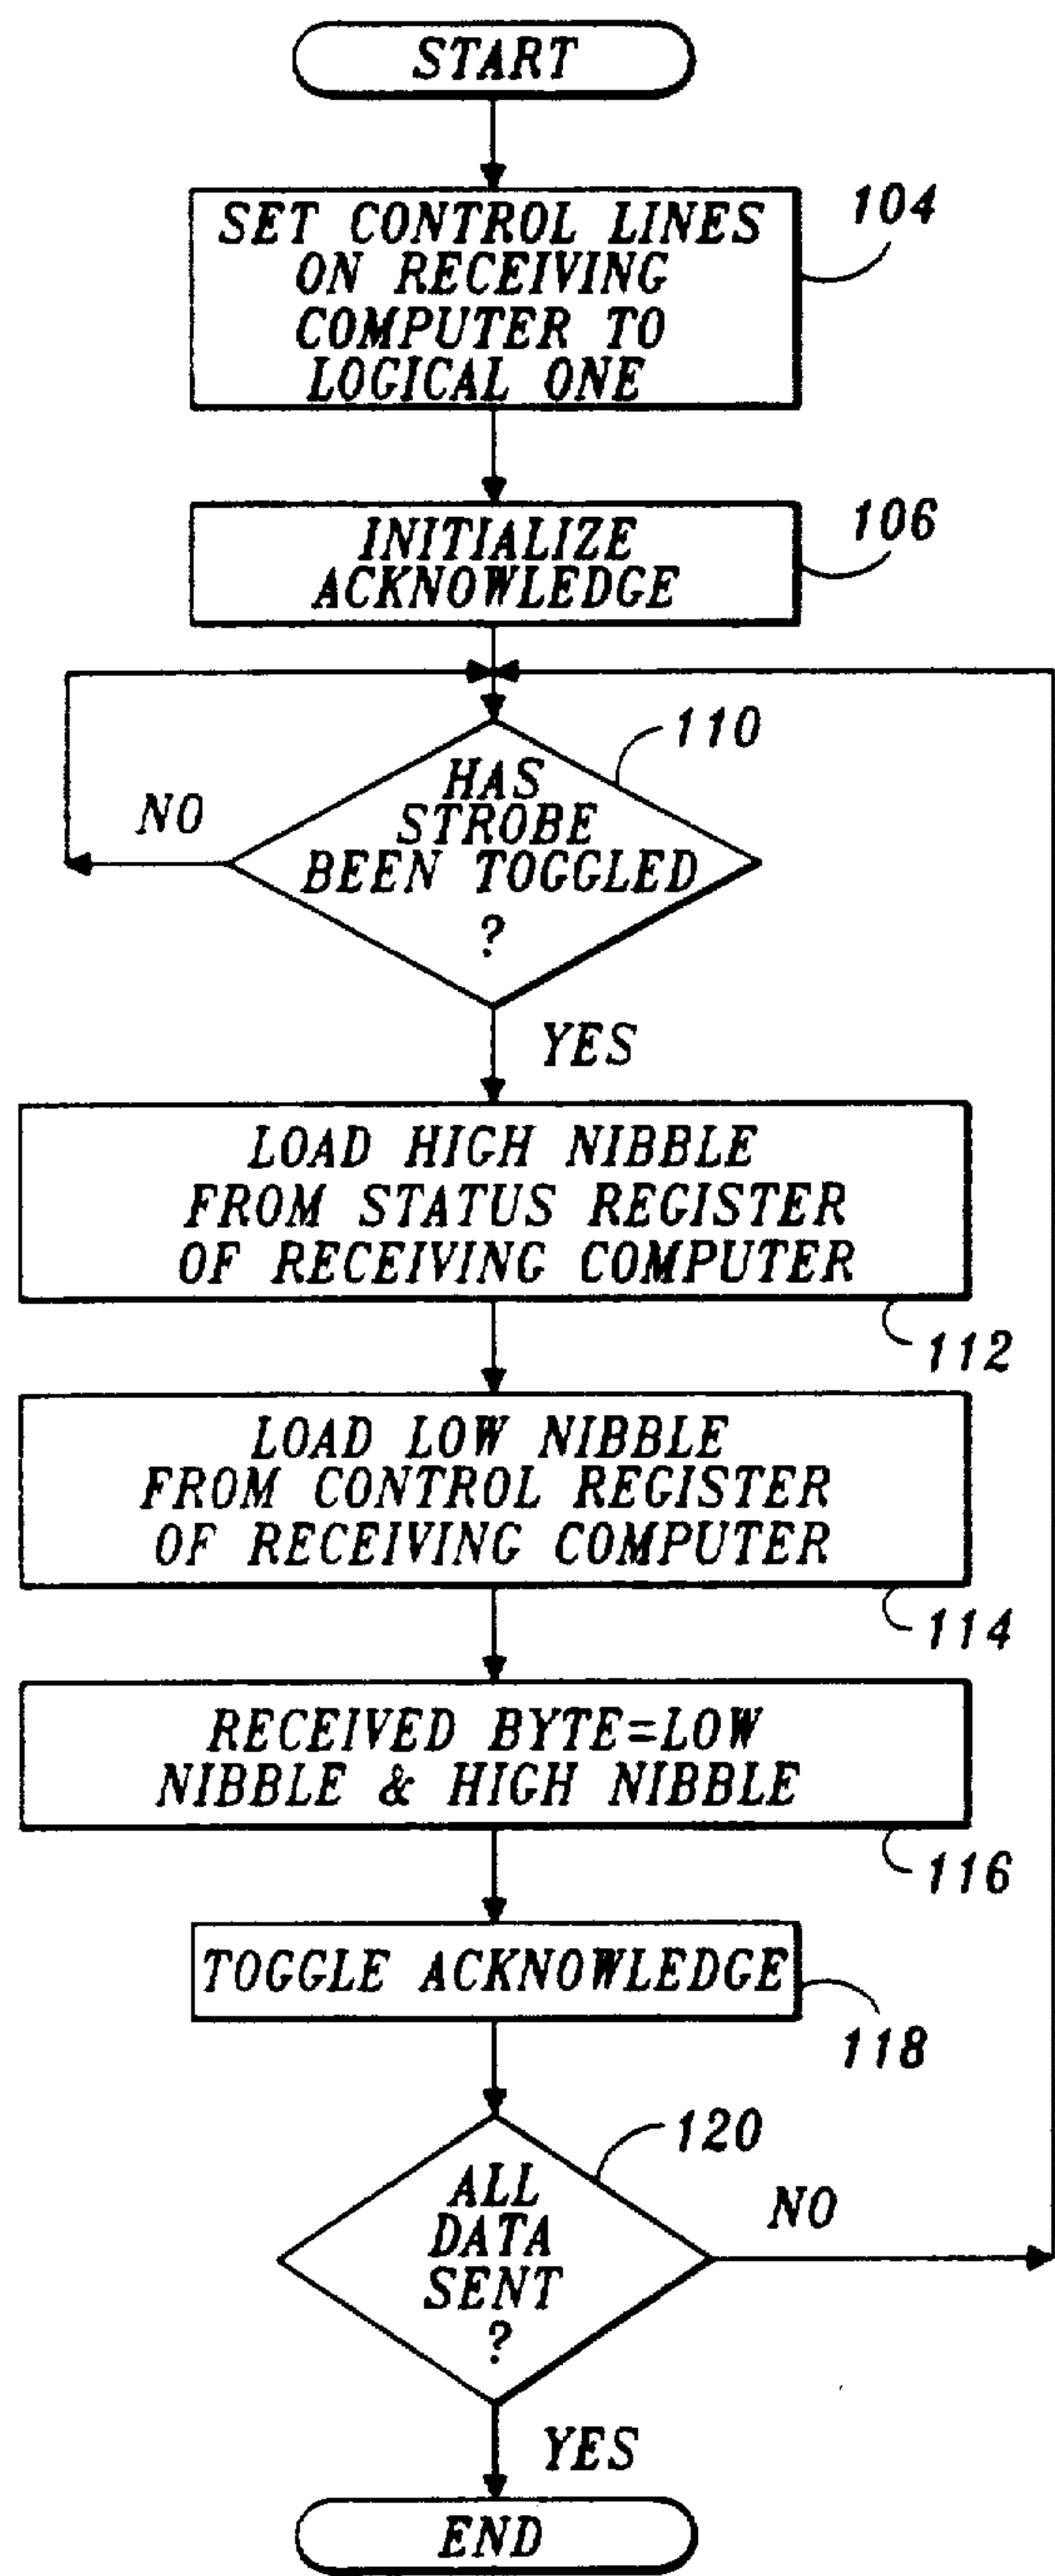 START
SET CONTROL LINES
ON RECEIVING
COMPUTER TO
LOGICAL ONE
104
INITIALIZE
ACKNOWLEDGE
106
HAS
STROBE
BEEN TOGGLED
?
110
NO
YES
LOAD HIGH NIBBLE
FROM STATUS REGISTER
OF RECEIVING COMPUTER
112
LOAD LOW NIBBLE
FROM CONTROL REGISTER
OF RECEIVING COMPUTER
114
RECEIVED BYTE=LOW
NIBBLE & HIGH NIBBLE
116
TOGGLE ACKNOWLEDGE
118
ALL
DATA
SENT
?
120
NO
YES
END